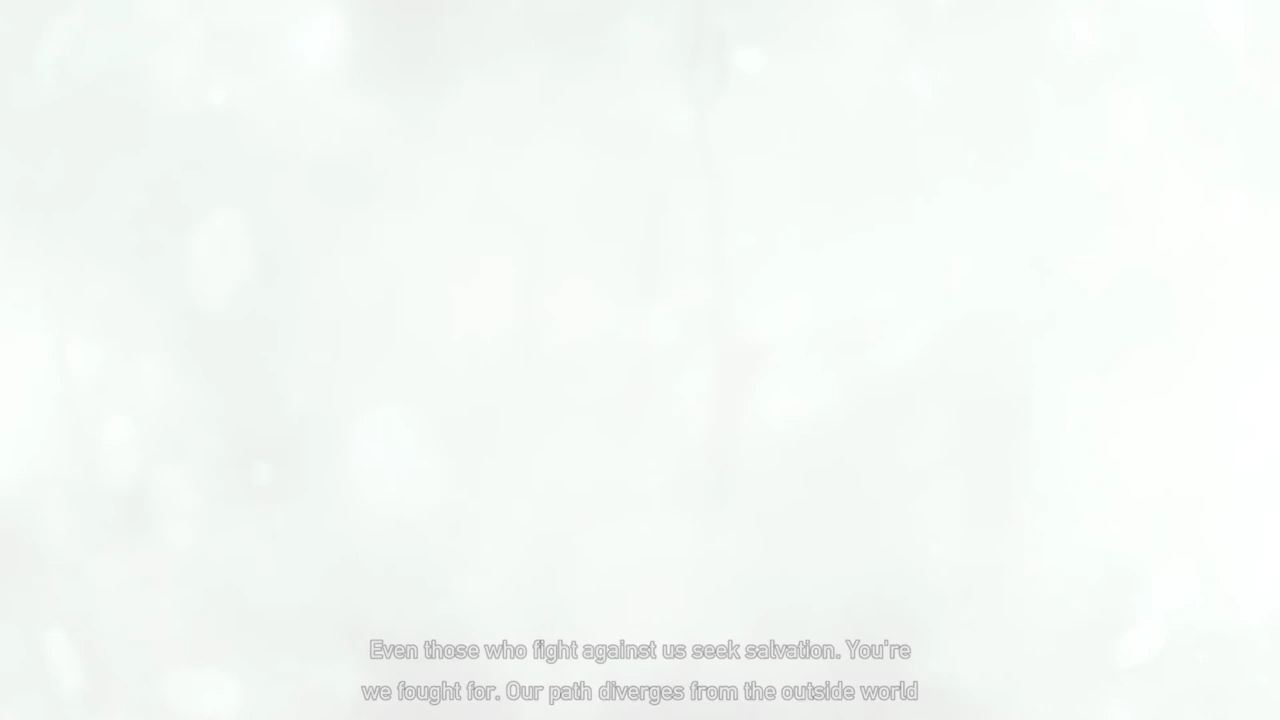 Even those who fight against us seek salvation. You're
we fought for. Our path diverges from the outside world